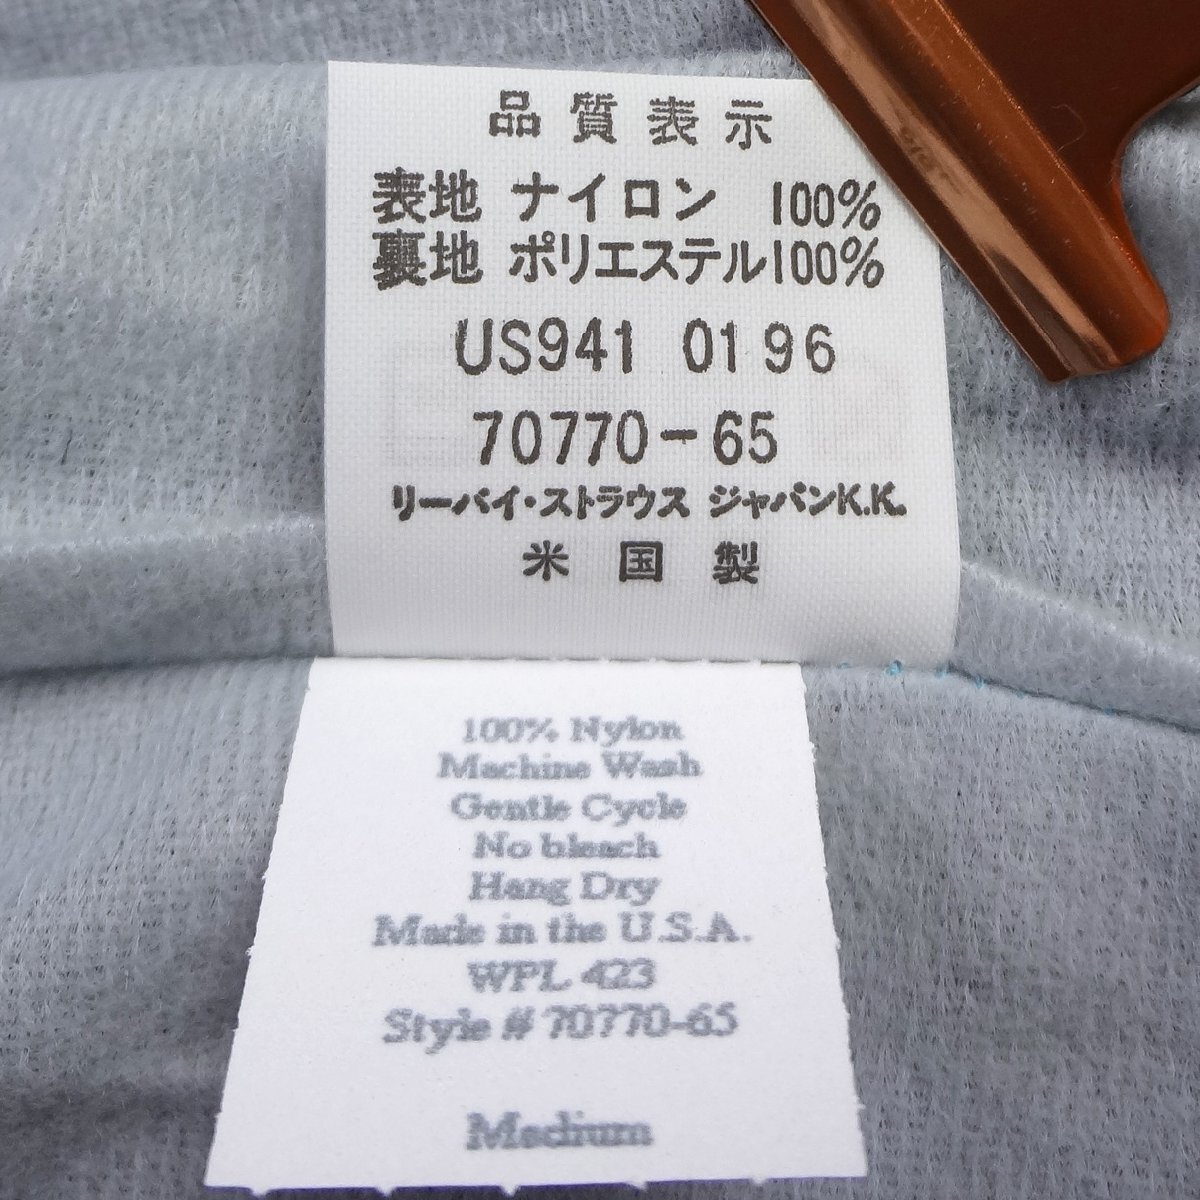 品質表示
表地 ナイロン 100%
裏地 ポリエステル100%
US941 0196
70770-65
リーバイ・ストラウス ジャパンK.K.
米国製
100% Nylon
Machine Wash
Gentle Cycle
No bleach
Hang Dry
Made in the U.S.A.
WPL 423
Style # 70770-65
Medium